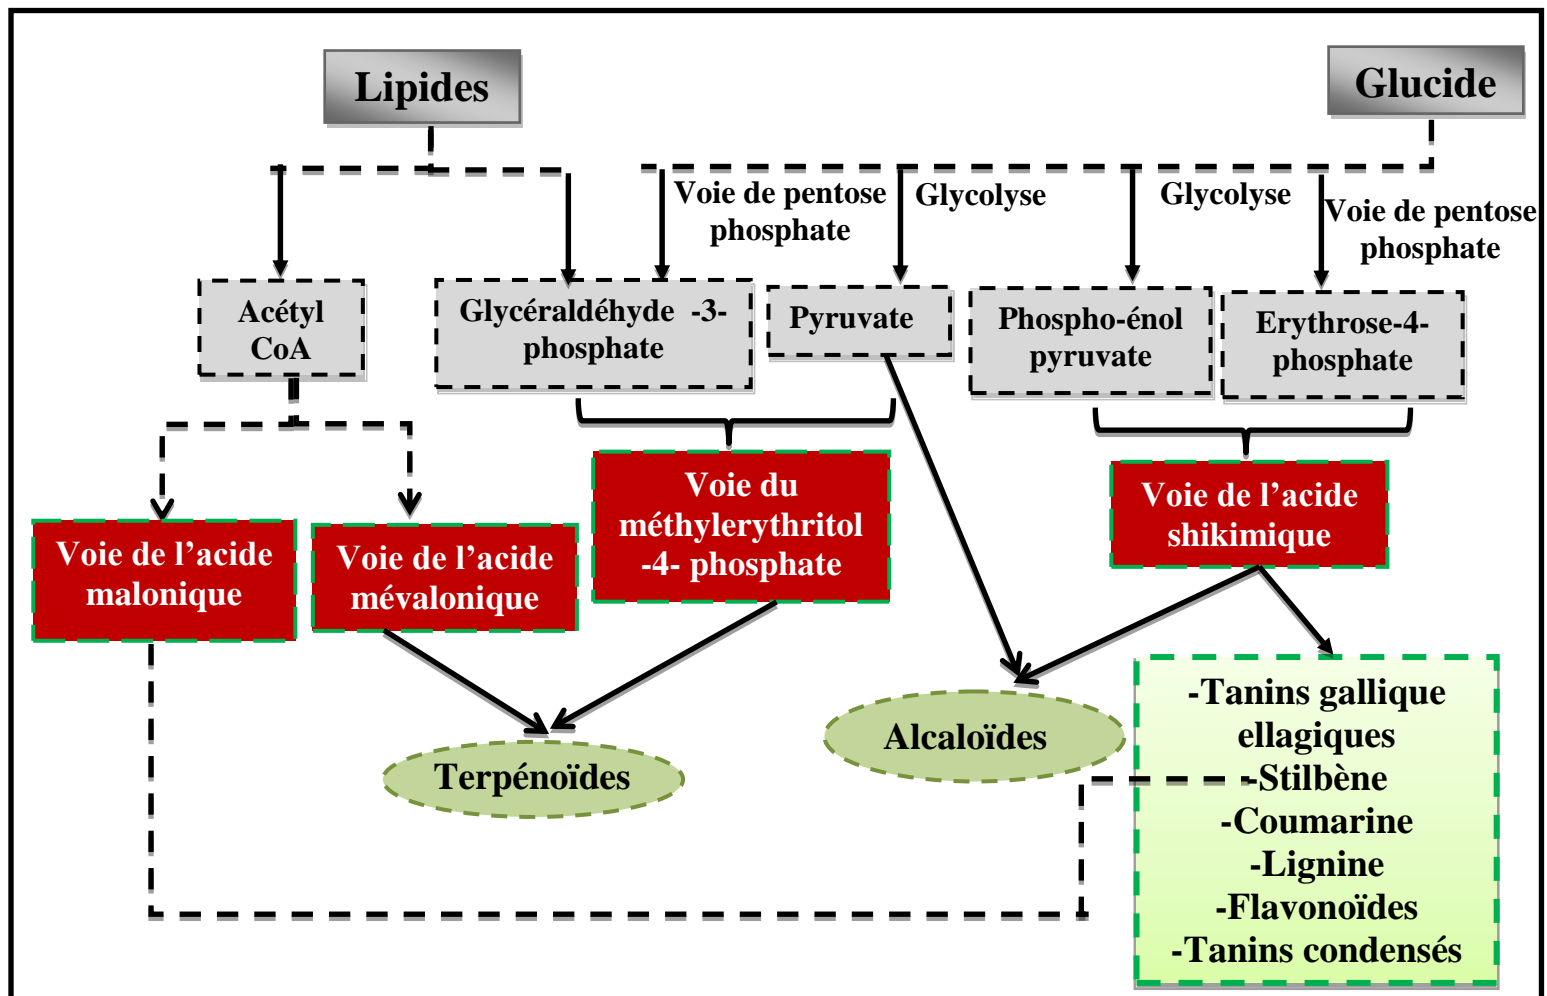 Lipides
Glucide
Voie de pentose
phosphate
Glycolyse
Glycolyse
Voie de pentose
phosphate
Acétyl
CoA
Glycéraldéhyde -3-
phosphate
Pyruvate
Phospho-énol
pyruvate
Erythrose-4-
phosphate
Voie de l’acide
malonique
Voie de l’acide
mévalonique
Voie du
méthylerythritol
-4- phosphate
Voie de l’acide
shikimique
Terpénoïdes
Alcaloïdes
-Tanins gallique
ellagiques
-Stilbène
-Coumarine
-Lignine
-Flavonoïdes
-Tanins condensés